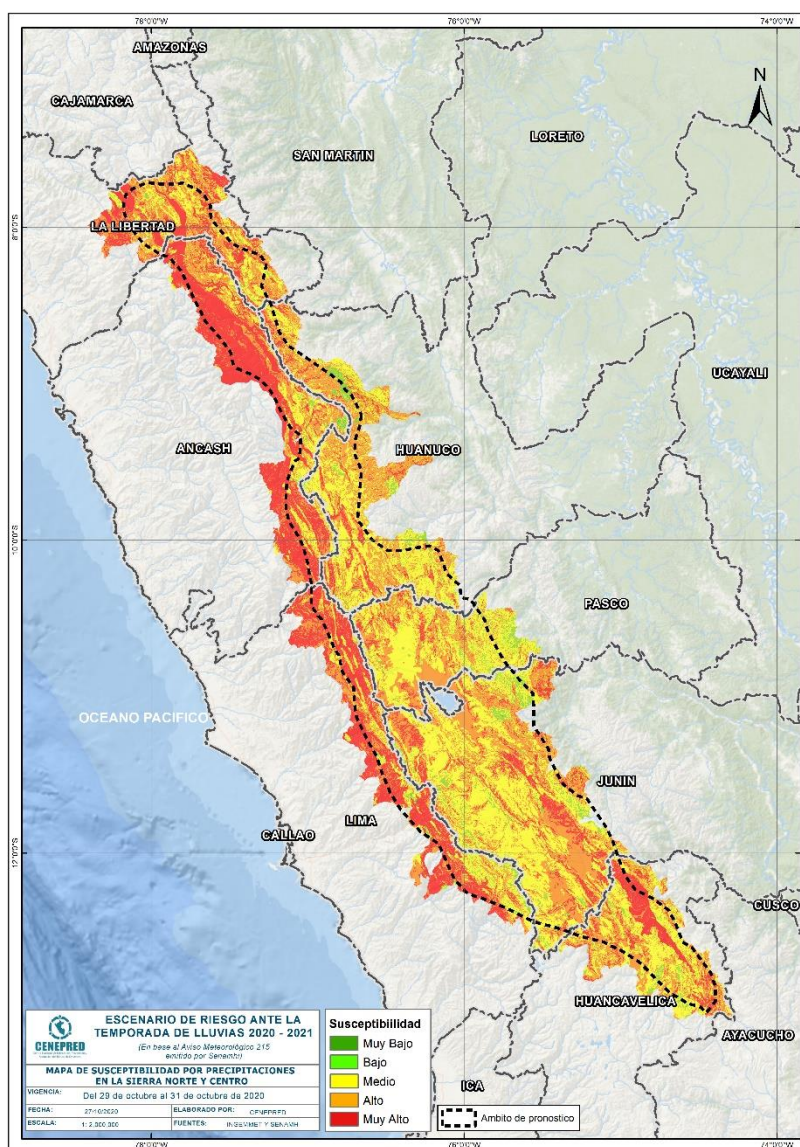 78°0'0"W
76°0'0"W
74°0'0"W
AMAZONAS
CAJAMARCA
N
LORETO
SAN MARTIN
8°0'0"S
LA LIBERTAD
UCAYALI
ANCASH
HUANUCO
10°0'0"S
PASCO
OCEANO PACIFICO
JUNIN
LIMA
CALLAO
12°0'0"S
CUSCO
HUANCAVELICA
AYACUCHO
ICA
CENEPRED
ESCENARIO DE RIESGO ANTE LA
TEMPORADA DE LLUVIAS 2020 - 2021
(En base al Aviso Meteorológico 215
emitido por Senamhi)
MAPA DE SUSCEPTIBILIDAD POR PRECIPITACIONES
EN LA SIERRA NORTE Y CENTRO
VIGENCIA:
Del 29 de octubre al 31 de octubre de 2020
FECHA: 27/10/2020 ELABORADO POR: CENEPRED
ESCALA: 1:2,000,000 FUENTES: INGEMMET Y SENAMHI
Susceptibiilidad
Muy Bajo
Bajo
Medio
Alto
Muy Alto
Ambito de pronostico
78°0'0"W
76°0'0"W
74°0'0"W